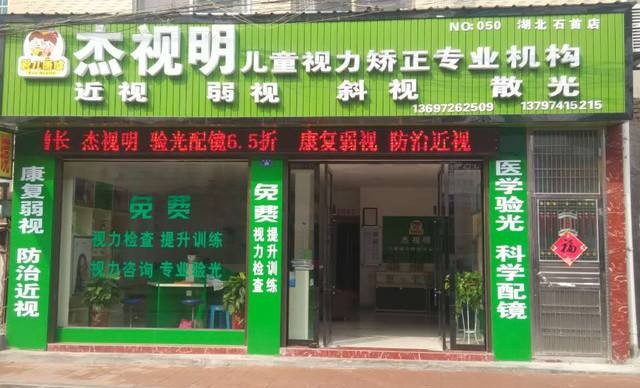 NO:050 湖北石首店
杰视明儿童视力矫正专业机构
近视 弱视 斜视 散光
13697262509 13797415215
长 杰视明 验光配镜6.5折 康复弱视 防治近视
康复弱视 防治近视
免费
视力检查 提升训练
视力咨询 专业验光
免费
视力检查
提升训练
杰视明
医学验光 科学配镜
福